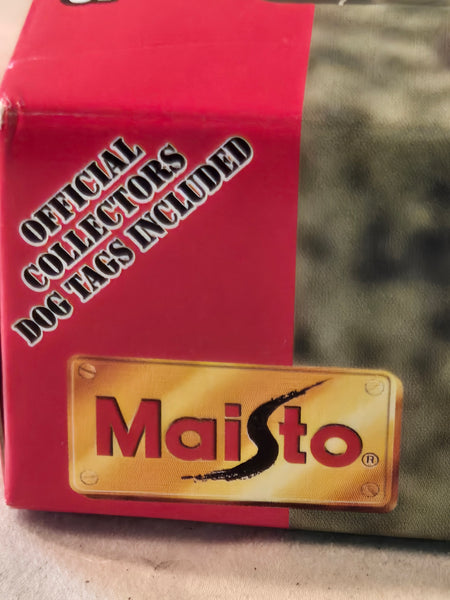 OFFICIAL
COLLECTORS
DOG TAGS INCLUDED
Maisto®